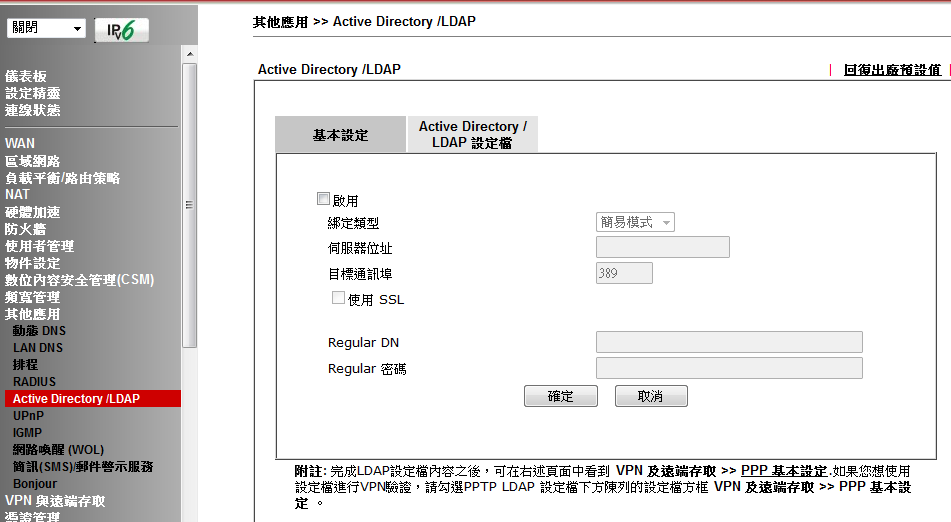 關閉
IPv6
儀表板
設定精靈
連線狀態
WAN
區域網路
負載平衡/路由策略
NAT
硬體加速
防火牆
使用者管理
物件設定
數位內容安全管理(CSM)
頻寬管理
其他應用
動態 DNS
LAN DNS
排程
RADIUS
Active Directory /LDAP
UPnP
IGMP
網路喚醒 (WOL)
簡訊(SMS)/郵件警示服務
Bonjour
VPN 與遠端存取
憑證管理
其他應用 >> Active Directory /LDAP
Active Directory /LDAP
回復出廠預設值
基本設定
Active Directory /
LDAP 設定檔
啟用
綁定類型
簡易模式
伺服器位址
目標通訊埠
389
使用 SSL
Regular DN
Regular 密碼
確定
取消
附註: 完成LDAP設定檔內容之後，可在右述頁面中看到 VPN 及遠端存取 >> PPP 基本設定.如果您想使用
設定檔進行VPN驗證，請勾選PPTP LDAP 設定檔下方陳列的設定檔方框 VPN 及遠端存取 >> PPP 基本設
定 。